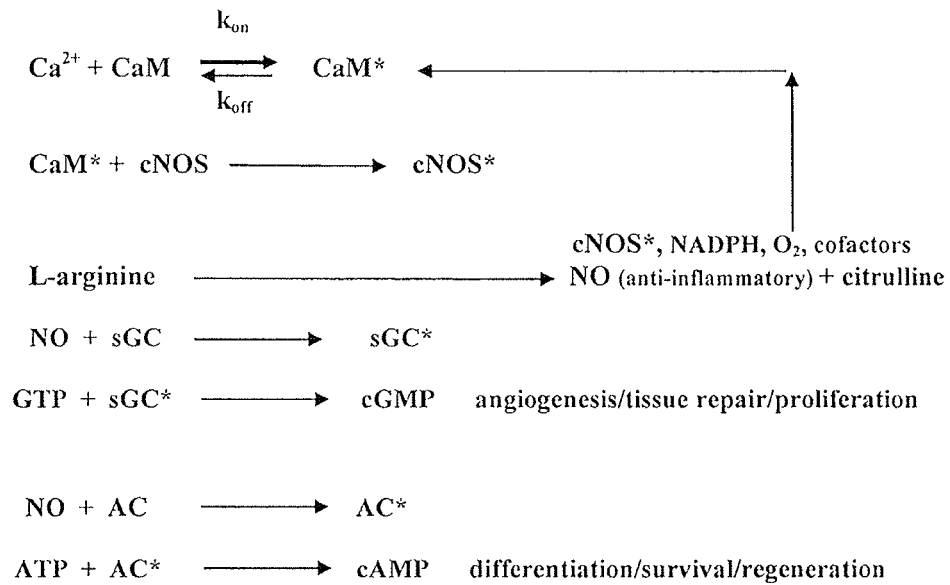 k_on
Ca²⁺ + CaM ⇌ CaM*
k_off
CaM* + cNOS → cNOS*
cNOS*, NADPH, O₂, cofactors
L-arginine → NO (anti-inflammatory) + citrulline
NO + sGC → sGC*
GTP + sGC* → cGMP angiogenesis/tissue repair/proliferation
NO + AC → AC*
ATP + AC* → cAMP differentiation/survival/regeneration